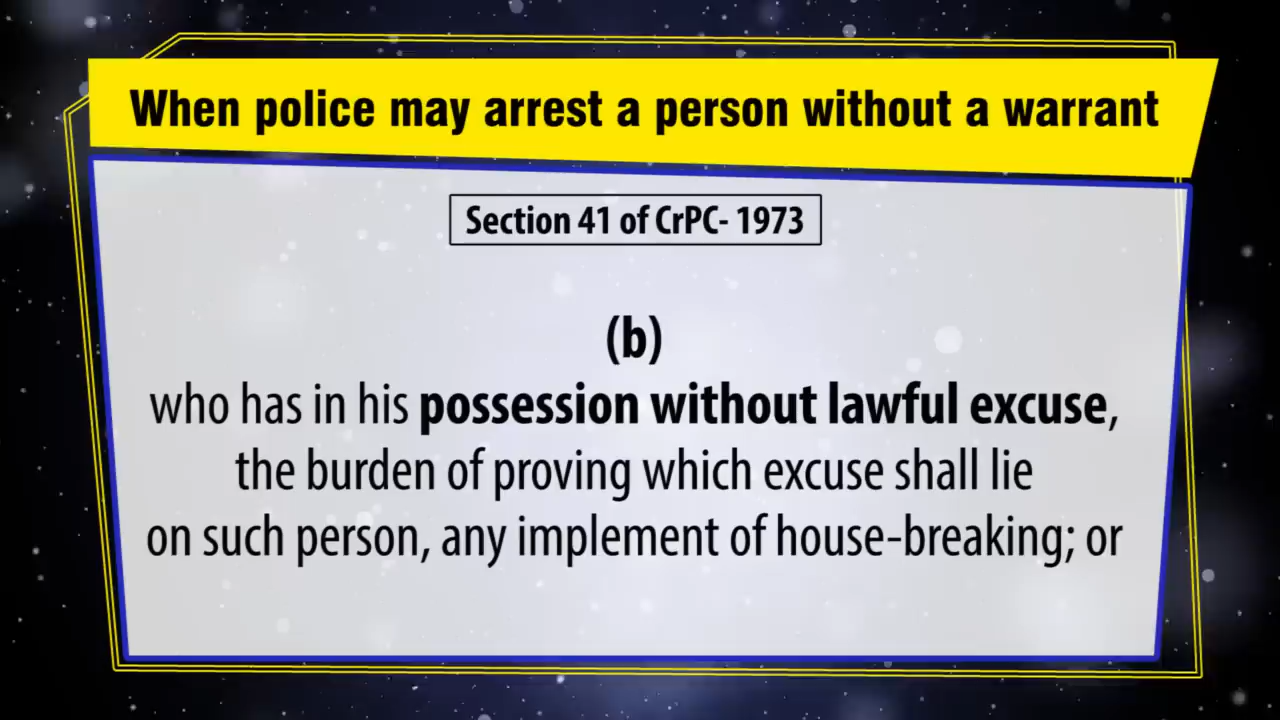 When police may arrest a person without a warrant
Section 41 of CrPC- 1973
(b)
who has in his possession without lawful excuse,
the burden of proving which excuse shall lie
on such person, any implement of house-breaking; or